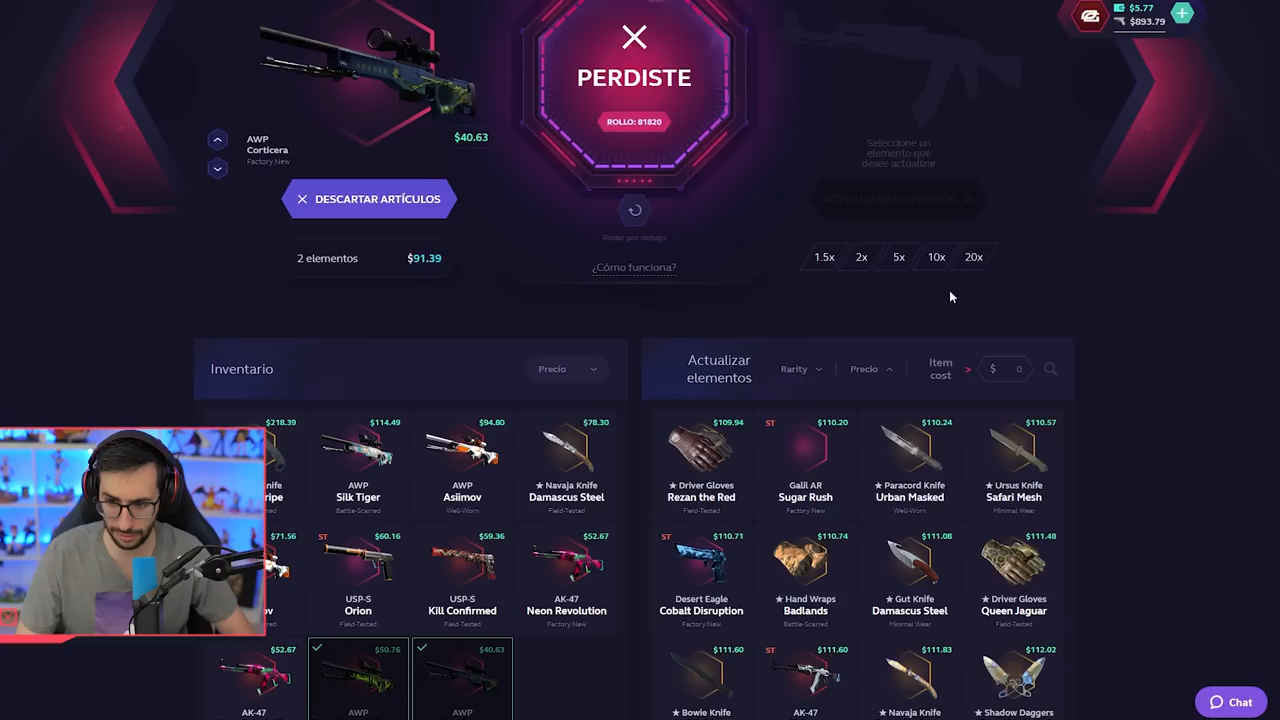 $5.77
$893.79
PERDISTE
ROLLO: 81820
AWP
Corticera
Factory New
$40.63
Seleccione un
elemento que
desee actualizar
DESCARTAR ARTÍCULOS
ACTUALIZAR ELEMENTOS
Rodar por debajo
2 elementos
$91.39
¿Cómo funciona?
1.5x
2x
5x
10x
20x
Inventario
Precio
Actualizar
elementos
Rarity
Precio
Item
cost
>
$
0
$218.39
$114.49
AWP
Silk Tiger
Battle-Scarred
$94.80
AWP
Asiimov
Well-Worn
$78.30
★ Navaja Knife
Damascus Steel
Field-Tested
$71.56
ST
$60.16
USP-S
Orion
Field-Tested
$59.36
USP-S
Kill Confirmed
Field-Tested
$52.67
AK-47
Neon Revolution
Factory New
$52.67
AK-47
$50.76
AWP
$40.63
AWP
$109.94
★ Driver Gloves
Rezan the Red
Field-Tested
ST
$110.20
Galil AR
Sugar Rush
Factory New
$110.24
★ Paracord Knife
Urban Masked
Well-Worn
$110.57
★ Ursus Knife
Safari Mesh
Minimal Wear
ST
$110.71
Desert Eagle
Cobalt Disruption
Factory New
$110.74
★ Hand Wraps
Badlands
Battle-Scarred
$111.08
★ Gut Knife
Damascus Steel
Minimal Wear
$111.48
★ Driver Gloves
Queen Jaguar
Field-Tested
$111.60
★ Bowie Knife
ST
$111.60
AK-47
$111.83
★ Navaja Knife
$112.02
★ Shadow Daggers
Chat